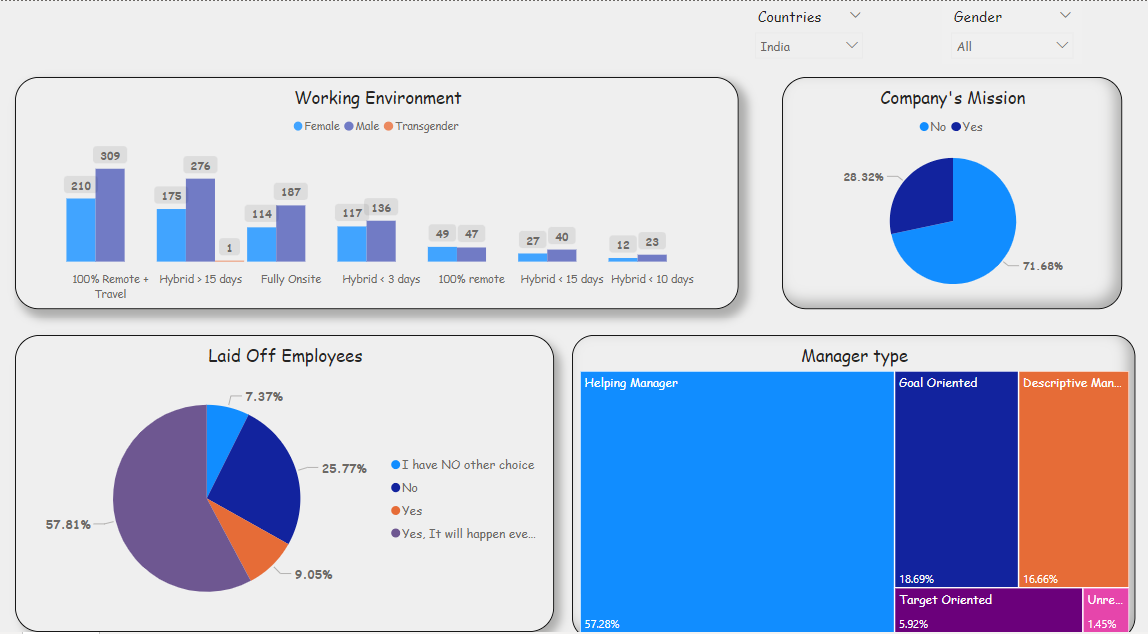 Countries
Gender
India
All
Working Environment
Female Male Transgender
309
210
276
175
1
187
114
117
136
49
47
27
40
12
23
100% Remote + Travel
Hybrid > 15 days
Fully Onsite
Hybrid < 3 days
100% remote
Hybrid < 15 days
Hybrid < 10 days
Company's Mission
No Yes
28.32%
71.68%
Laid Off Employees
7.37%
25.77%
57.81%
9.05%
I have NO other choice
No
Yes
Yes, It will happen eve...
Manager type
Helping Manager
57.28%
Goal Oriented
18.69%
Descriptive Man...
16.66%
Target Oriented
5.92%
Unre...
1.45%